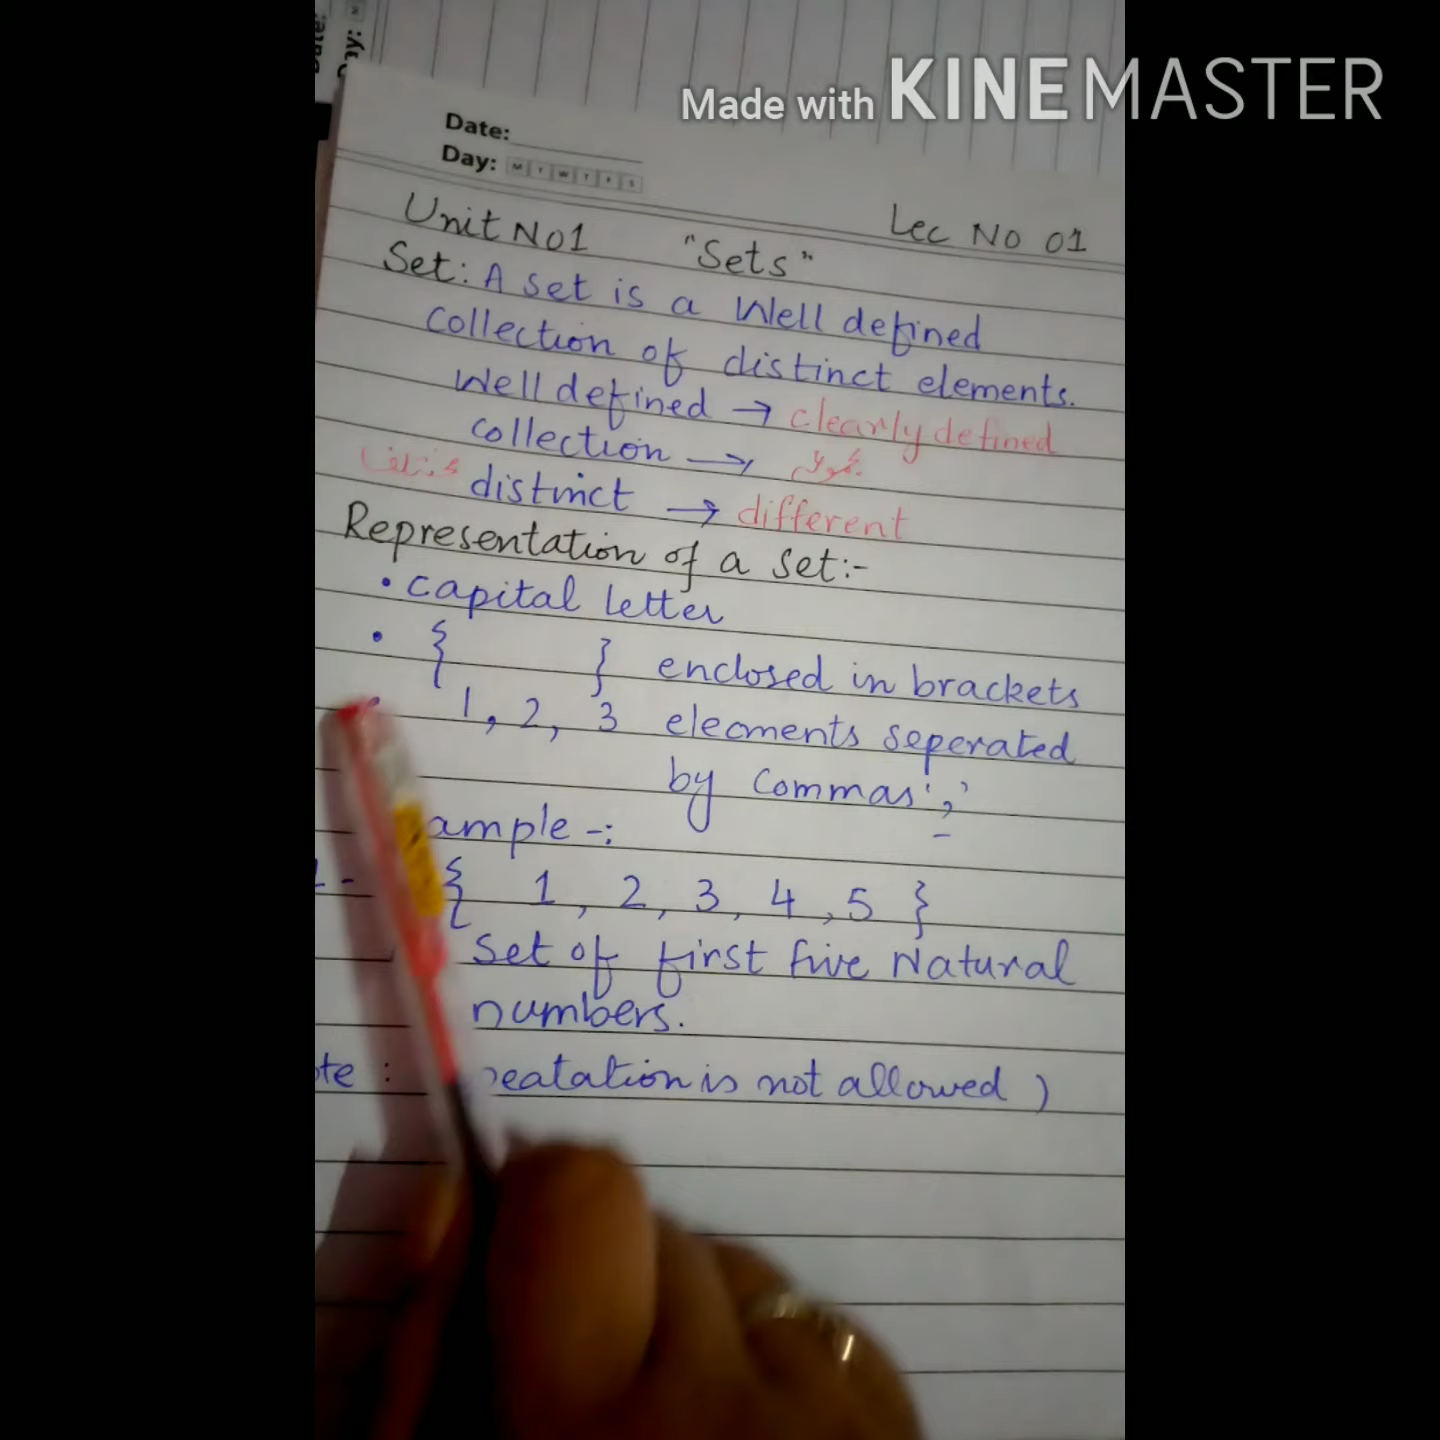 Made with KINEMASTER
Date:
Day: M T W T F S
Lec No 01
Unit No1 "Sets"
Set: A set is a Well defined
collection of distinct elements.
Well defined → clearly defined
collection →
مختلف distinct → different
Representation of a set:-
• capital letter
• { } enclosed in brackets
• 1, 2, 3 elecments seperated
by Commas ','
ample -:
{ 1, 2, 3, 4, 5 }
Set of first five Natural
numbers.
te : eatation is not allowed )